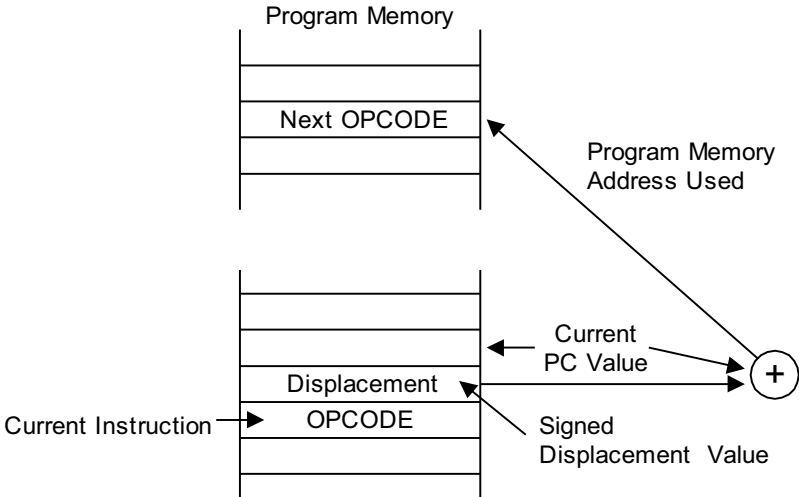 Program Memory
Next OPCODE
Program Memory
Address Used
Current
PC Value
+
Displacement
Current Instruction
OPCODE
Signed
Displacement Value